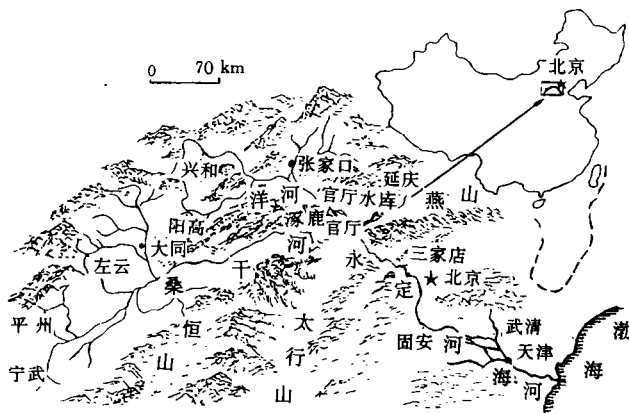 0 70 km
北京
兴和
张家口
延庆
洋河
官厅水库
燕山
阳高
涿鹿
官厅
大同
左云
桑干河
永定河
三家店
北京
平州
恒山
太行山
固安
武清
天津
宁武
海河
渤海